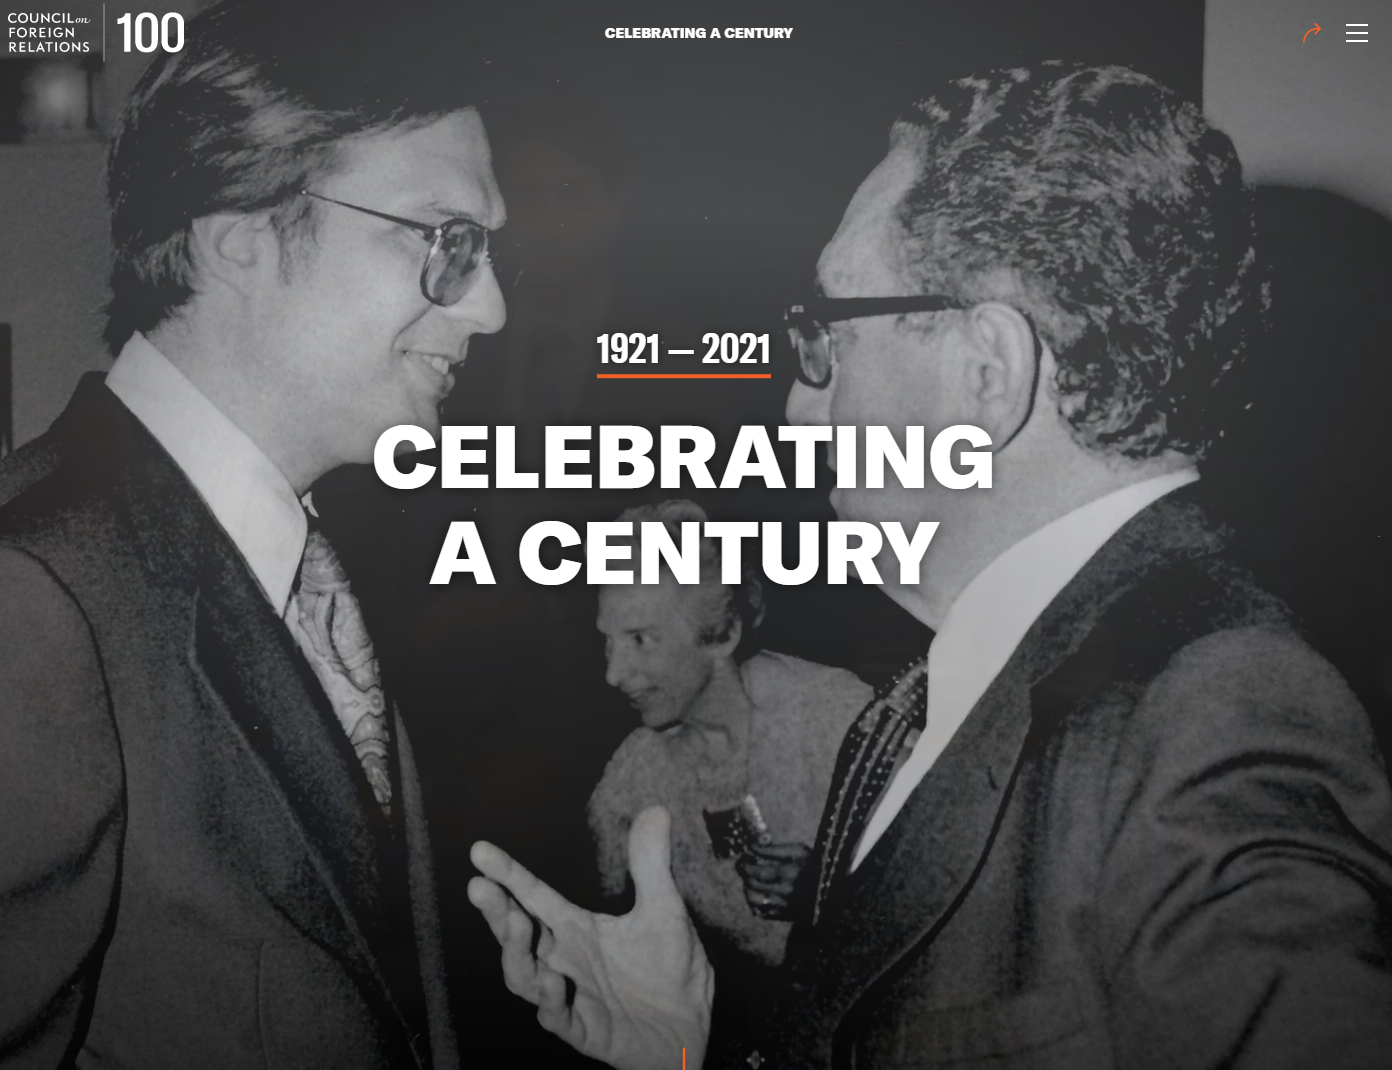 COUNCIL on
FOREIGN
RELATIONS
100
CELEBRATING A CENTURY
1921 — 2021
CELEBRATING
A CENTURY